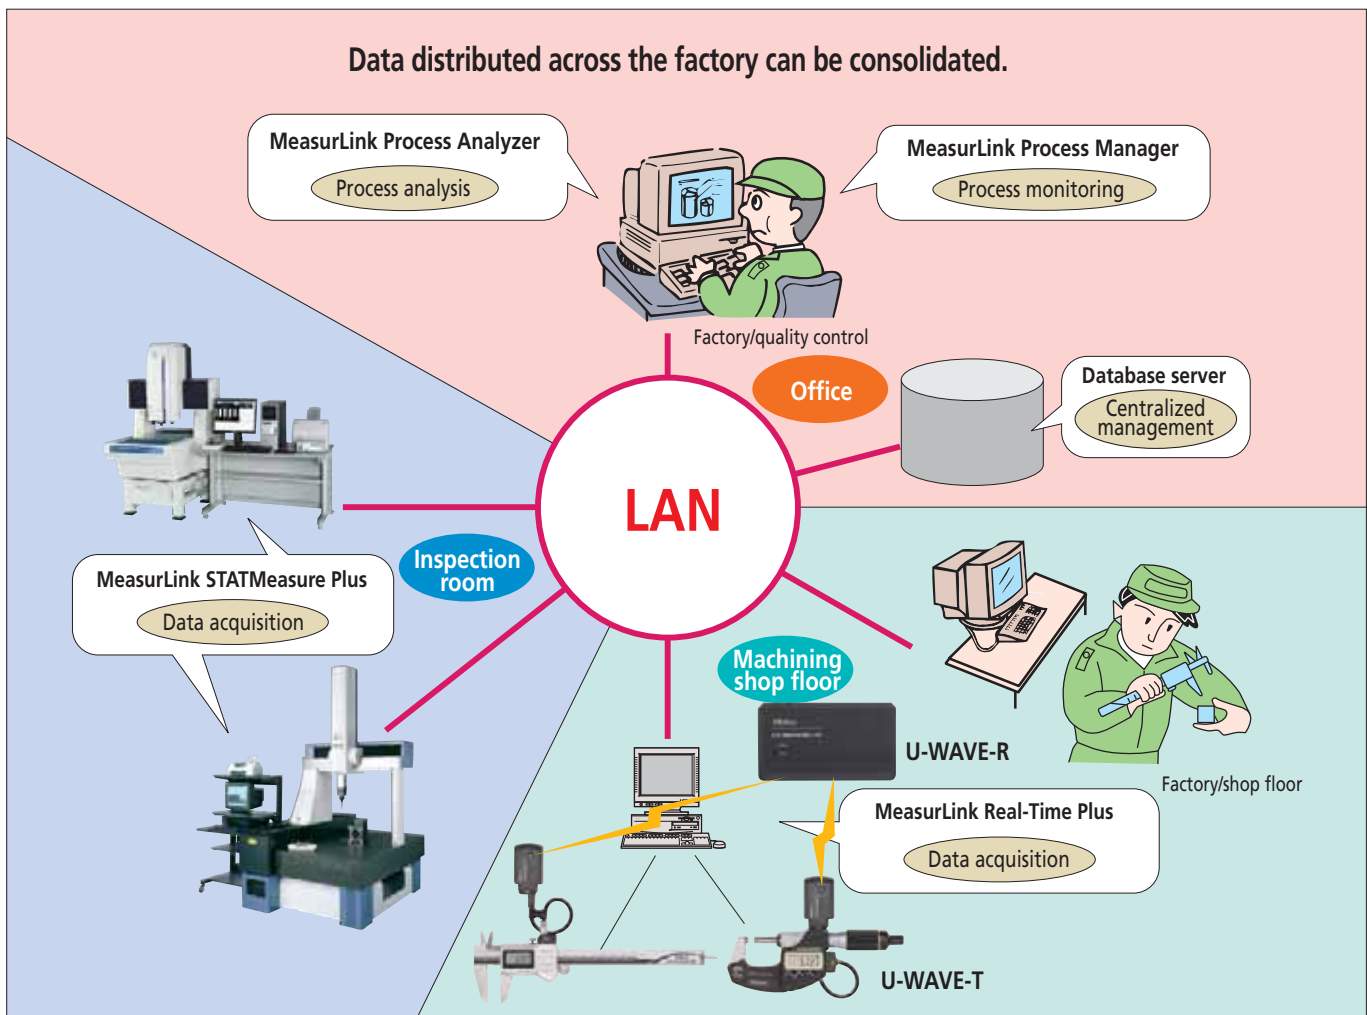 Data distributed across the factory can be consolidated.
MeasurLink Process Analyzer
Process analysis
MeasurLink Process Manager
Process monitoring
Factory/quality control
Office
Database server
Centralized
management
LAN
Inspection
room
MeasurLink STATMeasure Plus
Data acquisition
Machining
shop floor
U-WAVE-R
Factory/shop floor
MeasurLink Real-Time Plus
Data acquisition
U-WAVE-T